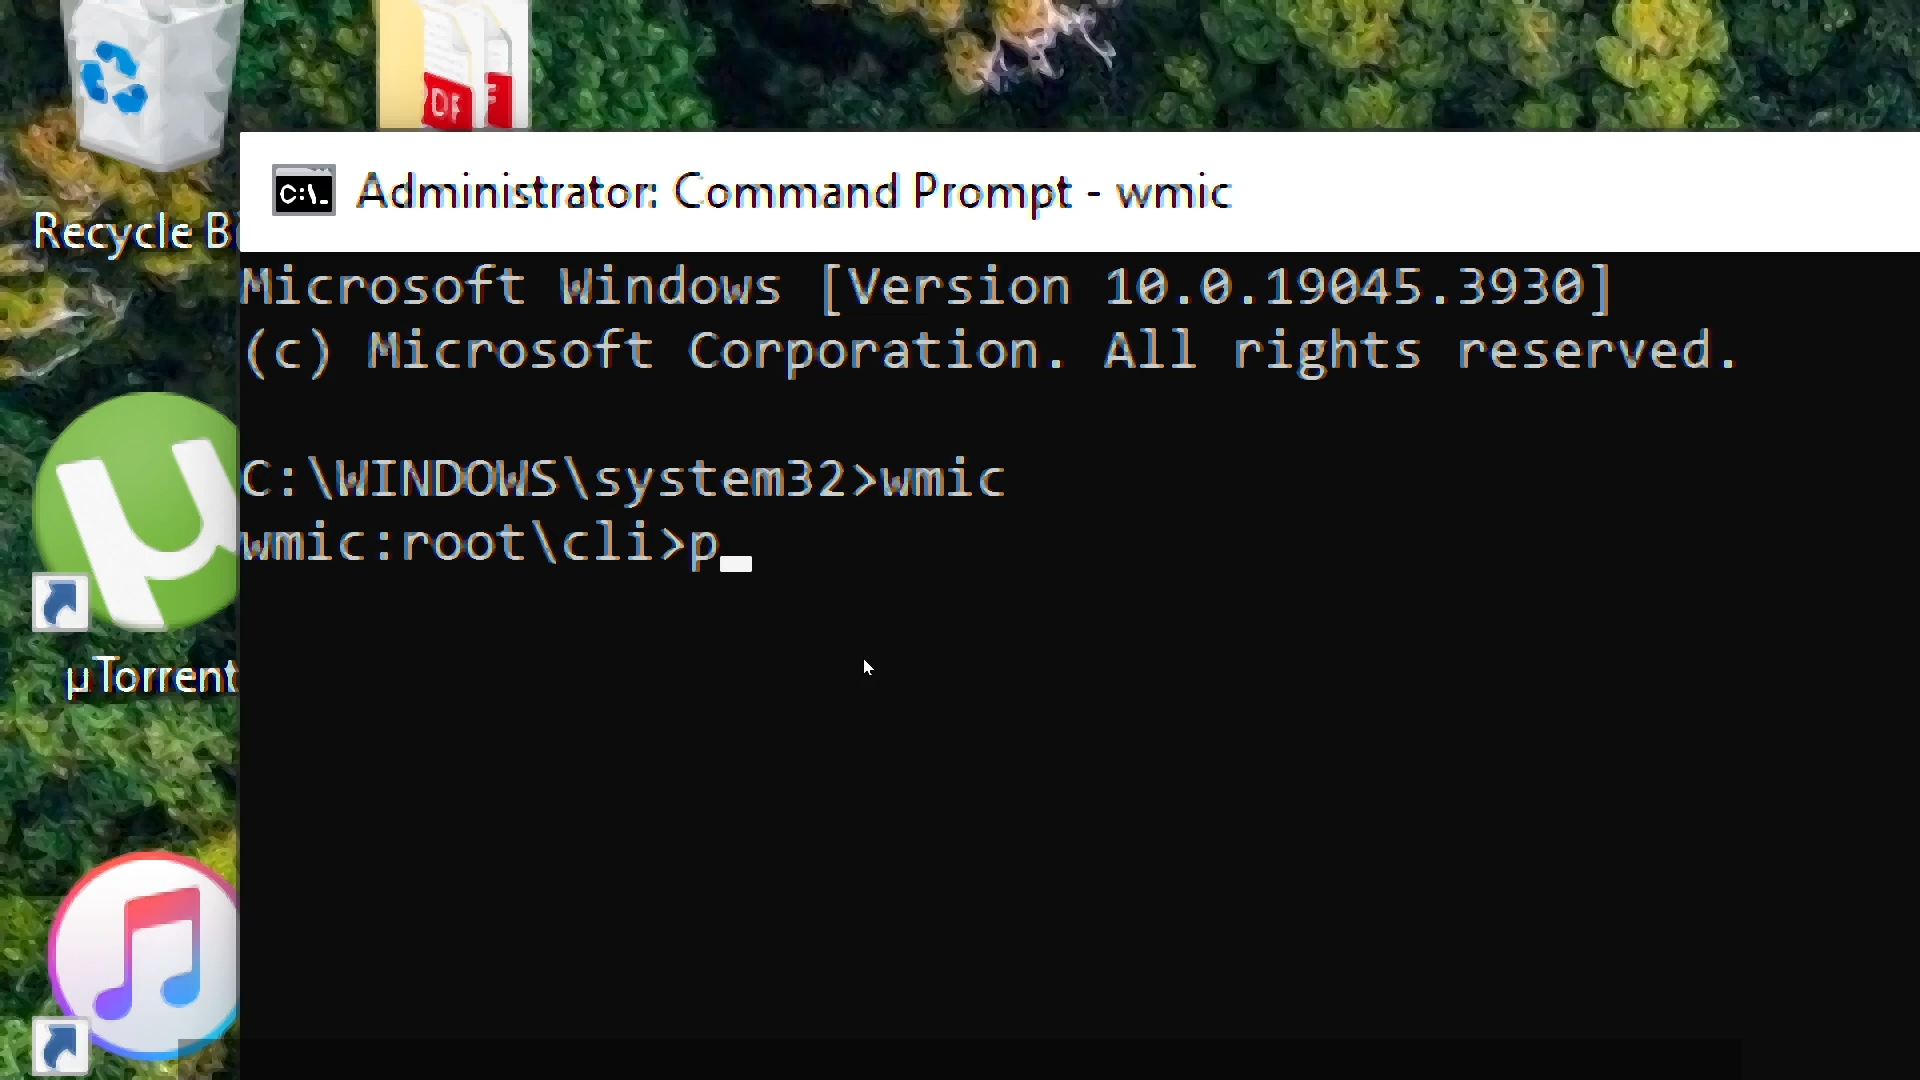 DF F
Recycle Bi
C:\_ Administrator: Command Prompt - wmic
Microsoft Windows [Version 10.0.19045.3930]
(c) Microsoft Corporation. All rights reserved.
C:\WINDOWS\system32>wmic
wmic:root\cli>p
µ
µTorrent